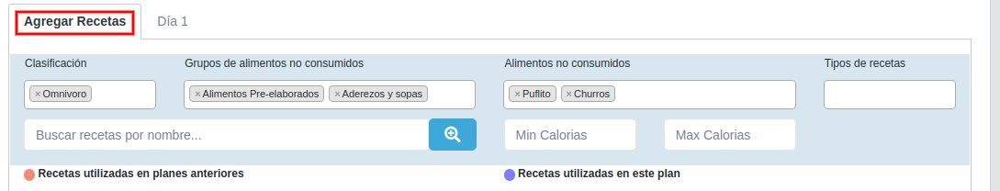 Agregar Recetas Día 1
Clasificación Grupos de alimentos no consumidos Alimentos no consumidos Tipos de recetas
×Omnivoro ×Alimentos Pre-elaborados ×Aderezos y sopas ×Puflito ×Churros
Buscar recetas por nombre... Min Calorias Max Calorias
Recetas utilizadas en planes anteriores Recetas utilizadas en este plan